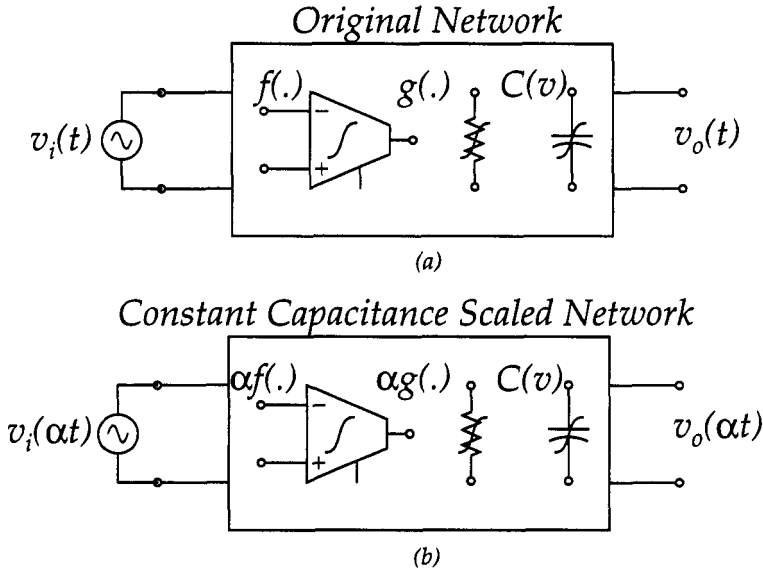 Original Network
f(.)
g(.)
C(v)
v_i(t)
v_o(t)
−
+
(a)
Constant Capacitance Scaled Network
αf(.)
αg(.)
C(v)
v_i(αt)
v_o(αt)
−
+
(b)